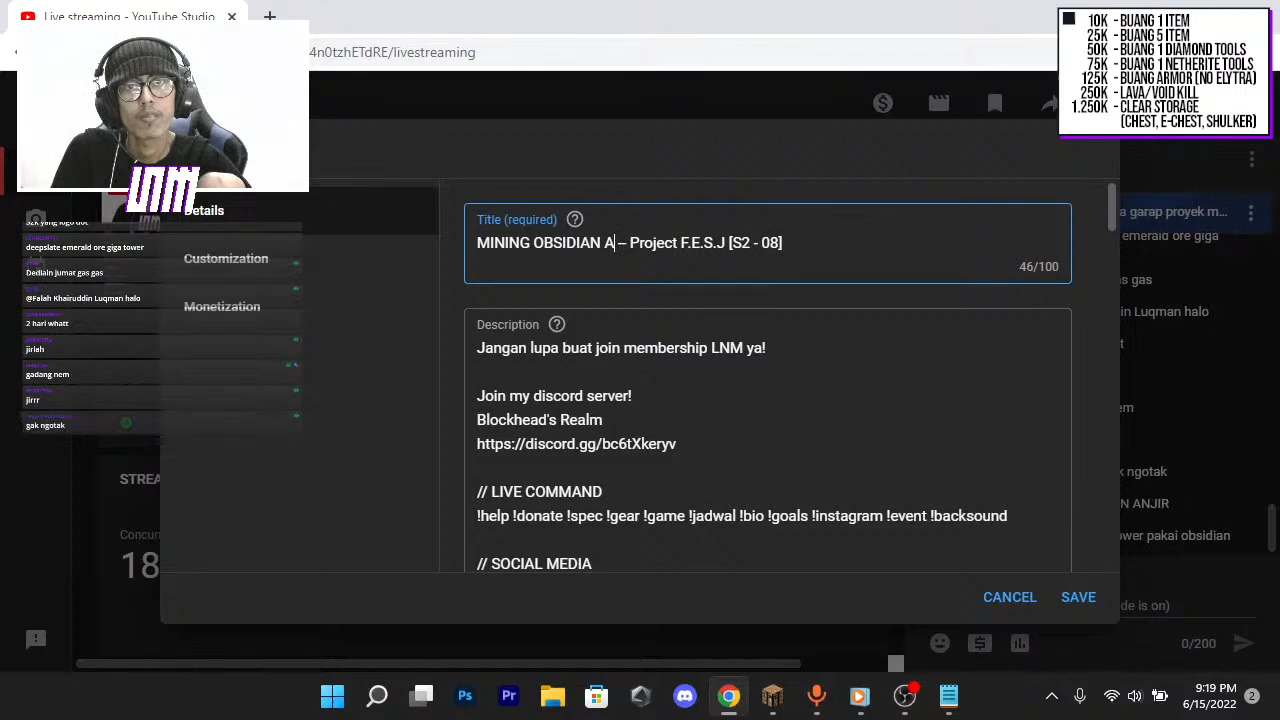 Live streaming - YouTube S
4n0tzhETdRE/livestreaming
10K - BUANG 1 ITEM
25K - BUANG 5 ITEM
50K - BUANG 1 DIAMOND TOOLS
75K - BUANG 1 NETHERITE TOOLS
125K - BUANG ARMOR (NO ELYTRA)
250K - LAVA/VOID KILL
1.250K - CLEAR STORAGE
(CHEST, E-CHEST, SHULKER)
LNM
Details
Customization
Monetization
deepslate emerald ore giga tower
Dedlain jumat gas gas
@Falah Khairuddin Luqman halo
2 hari whatt
jirlah
gadang nem
jirrr
gak ngotak
Title (required)
MINING OBSIDIAN A – Project F.E.S.J [S2 - 08]
46/100
Description
Jangan lupa buat join membership LNM ya!
Join my discord server!
Blockhead's Realm
https://discord.gg/bc6tXkeryv
// LIVE COMMAND
!help !donate !spec !gear !game !jadwal !bio !goals !instagram !event !backsound
// SOCIAL MEDIA
CANCEL
SAVE
a garap proyek m...
emerald ore giga
gas
in Luqman halo
t
em
k ngotak
N ANJIR
ower pakai obsidian
de is on)
0/200
STREA
Concur
18
9:19 PM
6/15/2022
2